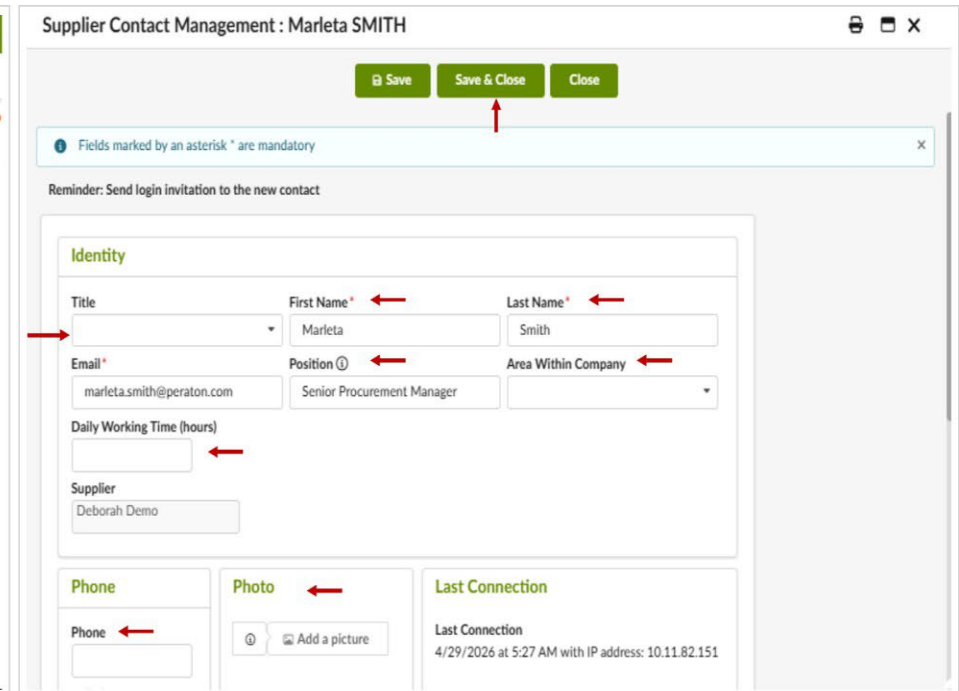 Supplier Contact Management : Marleta SMITH
Save Save & Close Close
Fields marked by an asterisk * are mandatory
Reminder: Send login invitation to the new contact
Identity
Title First Name* Last Name*
Marleta Smith
Email* Position Area Within Company
marleta.smith@peraton.com Senior Procurement Manager
Daily Working Time (hours)
Supplier
Deborah Demo
Phone Photo Last Connection
Phone Add a picture Last Connection
4/29/2026 at 5:27 AM with IP address: 10.11.82.151